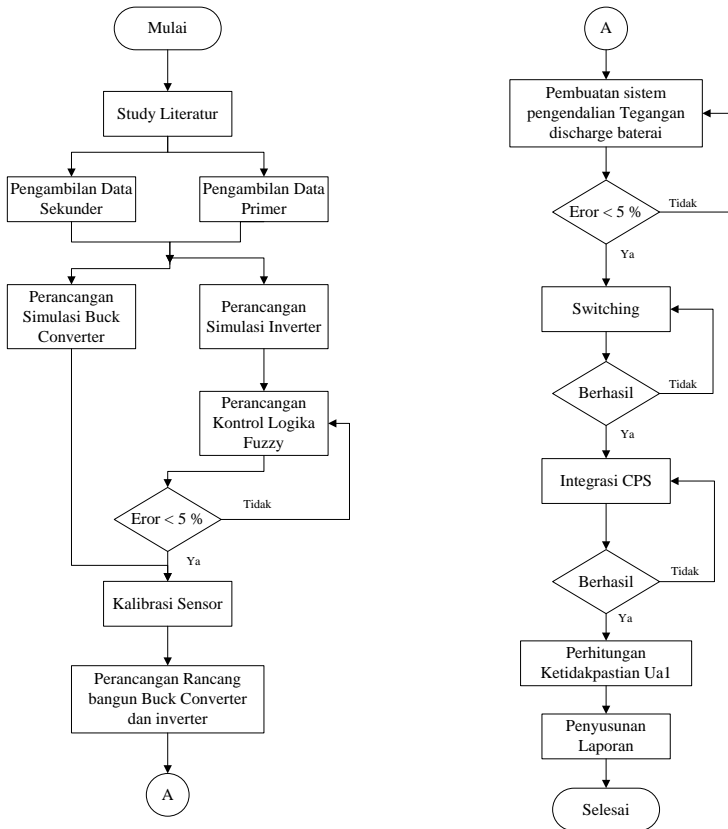 Mulai
Study Literatur
Pengambilan Data
Sekunder
Pengambilan Data
Primer
Perancangan
Simulasi Buck
Converter
Perancangan
Simulasi Inverter
Perancangan
Kontrol Logika
Fuzzy
Eror < 5 %
Tidak
Ya
Kalibrasi Sensor
Perancangan Rancang
bangun Buck Converter
dan inverter
A
A
Pembuatan sistem
pengendalian Tegangan
discharge baterai
Eror < 5 %
Tidak
Ya
Switching
Berhasil
Tidak
Ya
Integrasi CPS
Berhasil
Tidak
Ya
Perhitungan
Ketidakpastian Ua1
Penyusunan
Laporan
Selesai